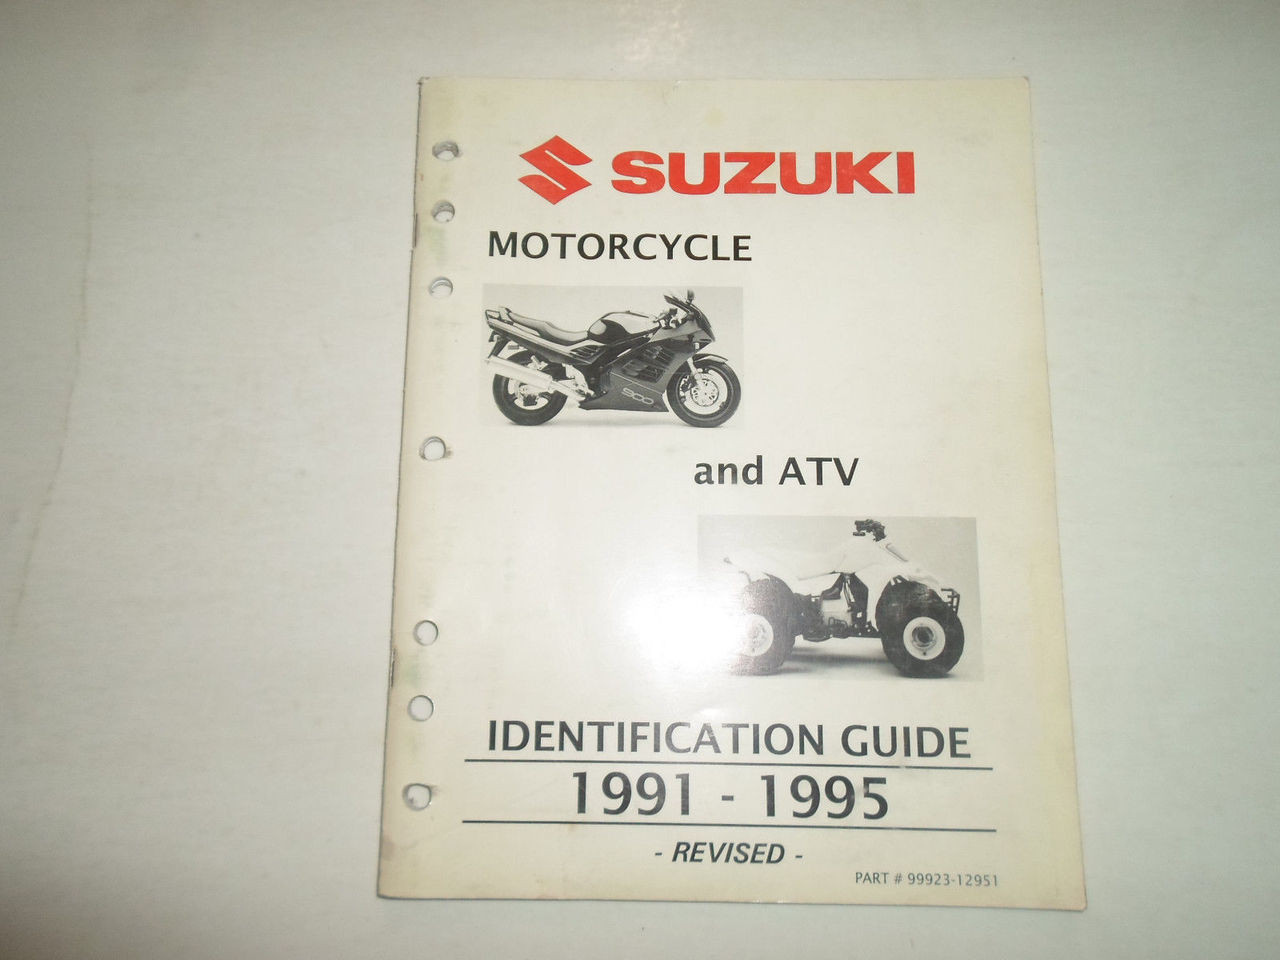 SUZUKI
MOTORCYCLE
900
and ATV
IDENTIFICATION GUIDE
1991 - 1995
- REVISED -
PART # 99923-12951